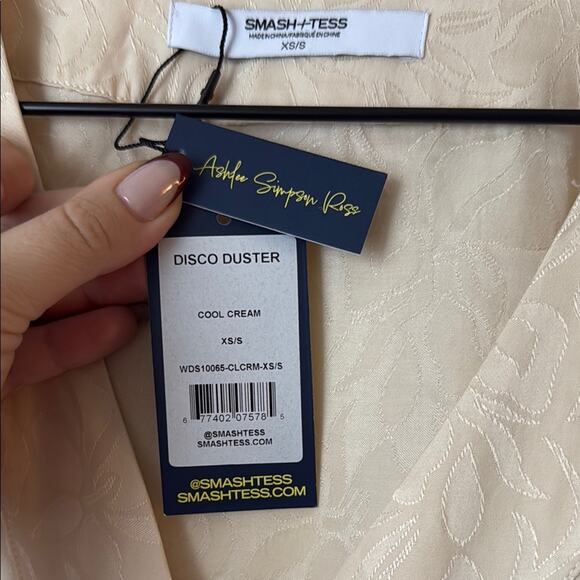 SMASH+TESS
MADE IN CHINA/FABRIQUÉ EN CHINE
XS/S
Ashlee Simpson Ross
DISCO DUSTER
COOL CREAM
XS/S
WDS10065-CLCRM-XS/S
6 77402 07578 5
@SMASHTESS
SMASHTESS.COM
@SMASHTESS
SMASHTESS.COM